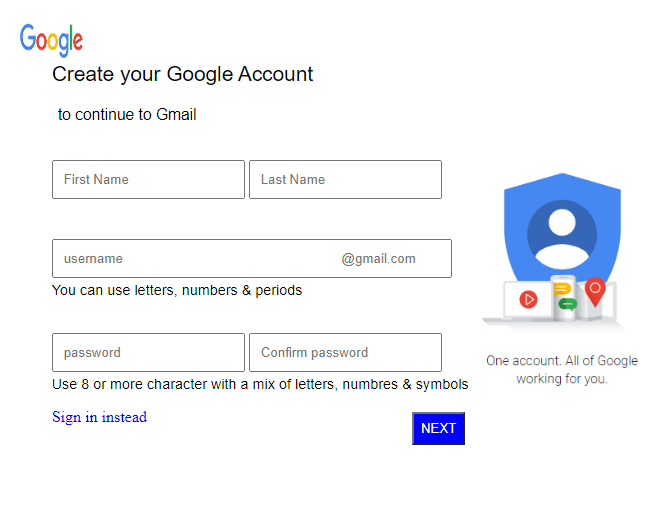 Google
Create your Google Account
to continue to Gmail
First Name Last Name
username @gmail.com
You can use letters, numbers & periods
password Confirm password
Use 8 or more character with a mix of letters, numbres & symbols
Sign in instead NEXT
One account. All of Google
working for you.